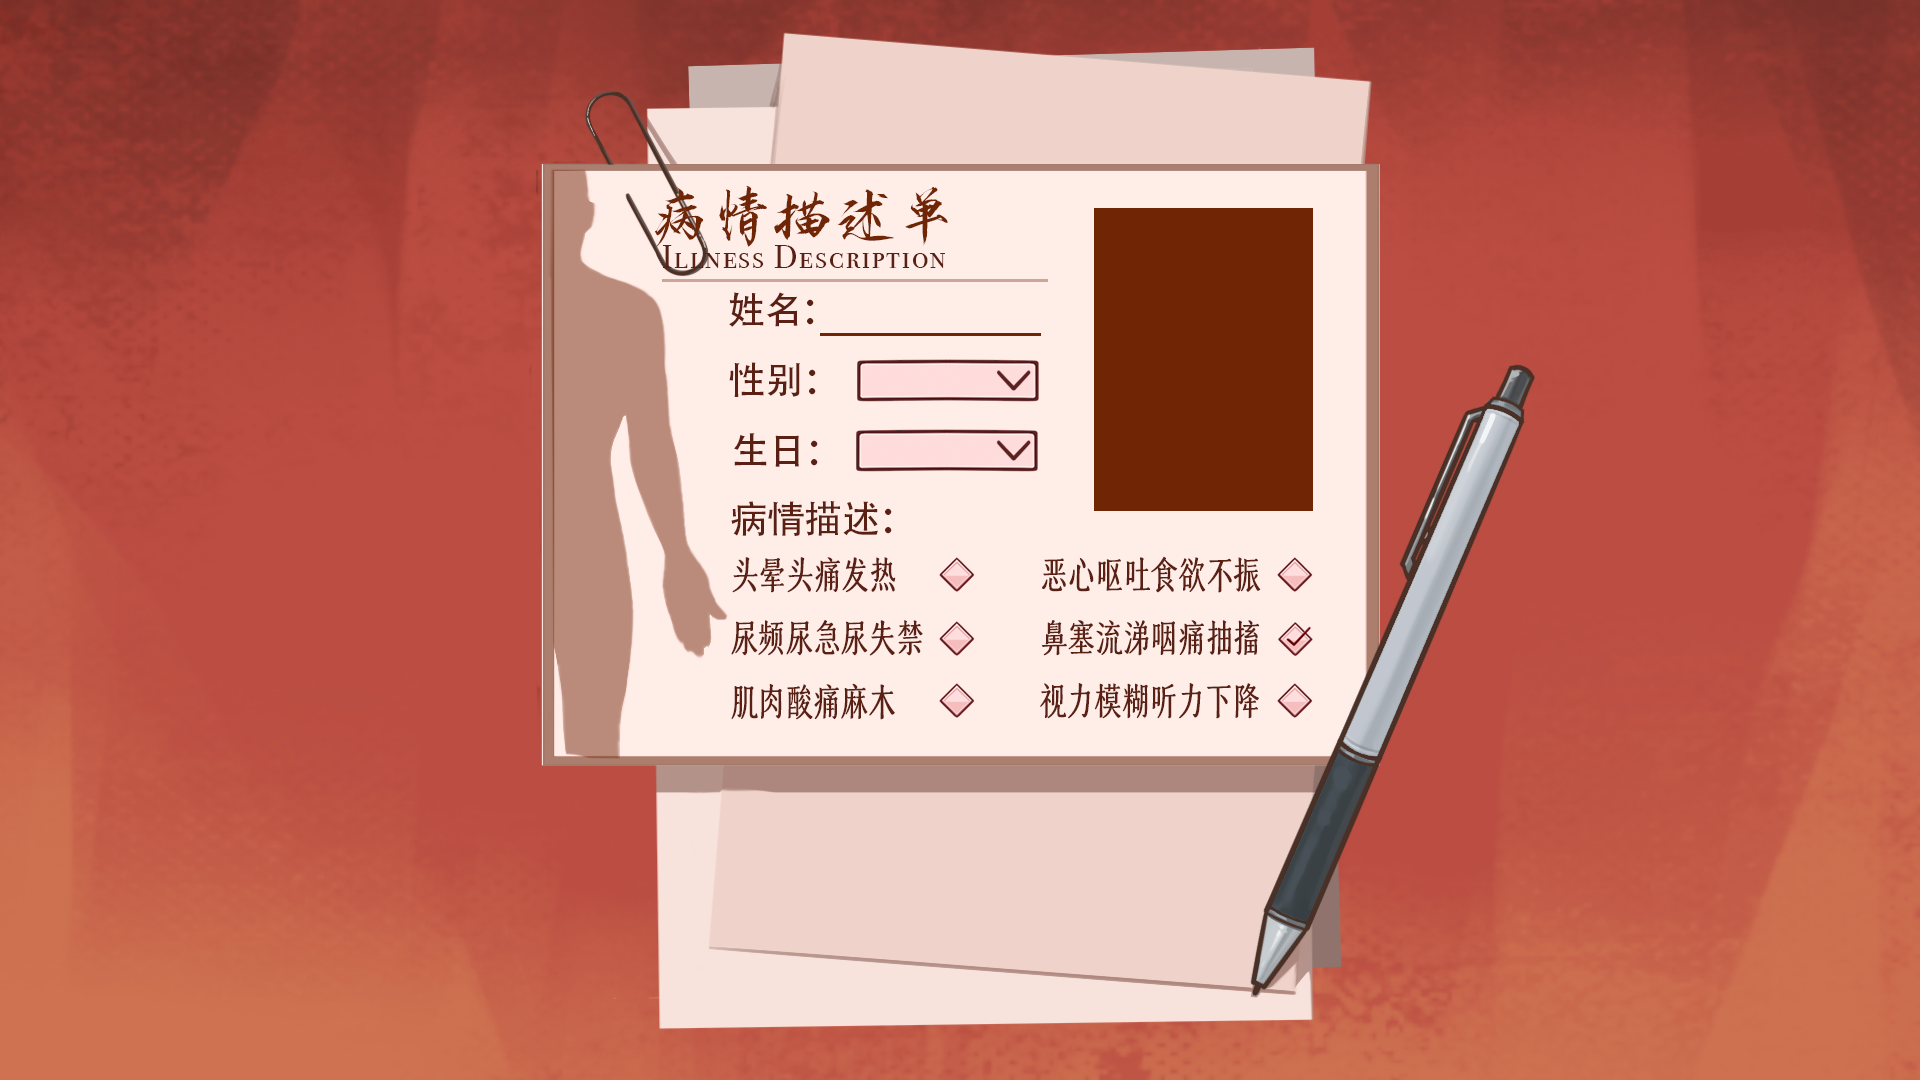 病情描述单
ILLNESS DESCRIPTION
姓名：
性别：
生日：
病情描述：
头晕头痛发热 恶心呕吐食欲不振
尿频尿急尿失禁 鼻塞流涕咽痛抽搐
肌肉酸痛麻木 视力模糊听力下降